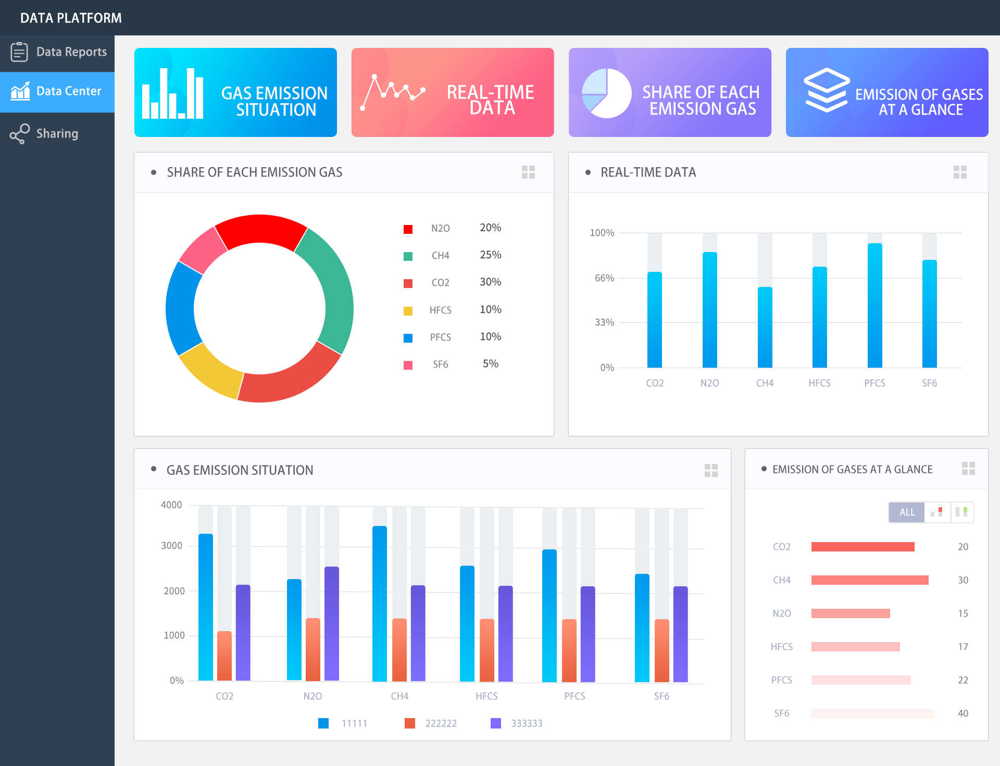 DATA PLATFORM
Data Reports
Data Center
Sharing
GAS EMISSION
SITUATION
REAL-TIME
DATA
SHARE OF EACH
EMISSION GAS
EMISSION OF GASES
AT A GLANCE
SHARE OF EACH EMISSION GAS
N2O 20%
CH4 25%
CO2 30%
HFCS 10%
PFCS 10%
SF6 5%
REAL-TIME DATA
100%
66%
33%
0%
CO2 N2O CH4 HFCS PFCS SF6
GAS EMISSION SITUATION
4000
3000
2000
1000
0%
CO2 N2O CH4 HFCS PFCS SF6
11111 222222 333333
EMISSION OF GASES AT A GLANCE
ALL
CO2 20
CH4 30
N2O 15
HFCS 17
PFCS 22
SF6 40